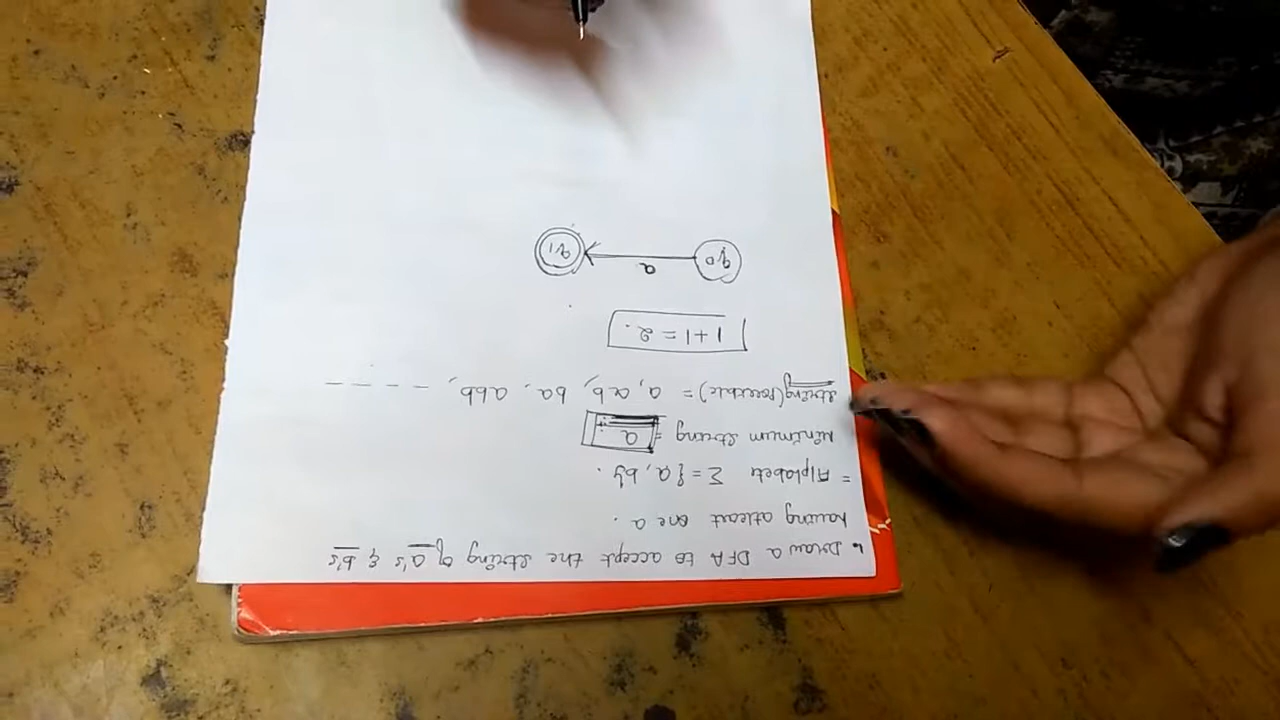 1. Draw a DFA to accept the string of a's & b's
having atleast one a.
= Alphabets Σ = {a, b}.
Minimum string = a
string(Possible) = a, ab, ba, abb, - - - -
1+1=2.
a
q0 q1